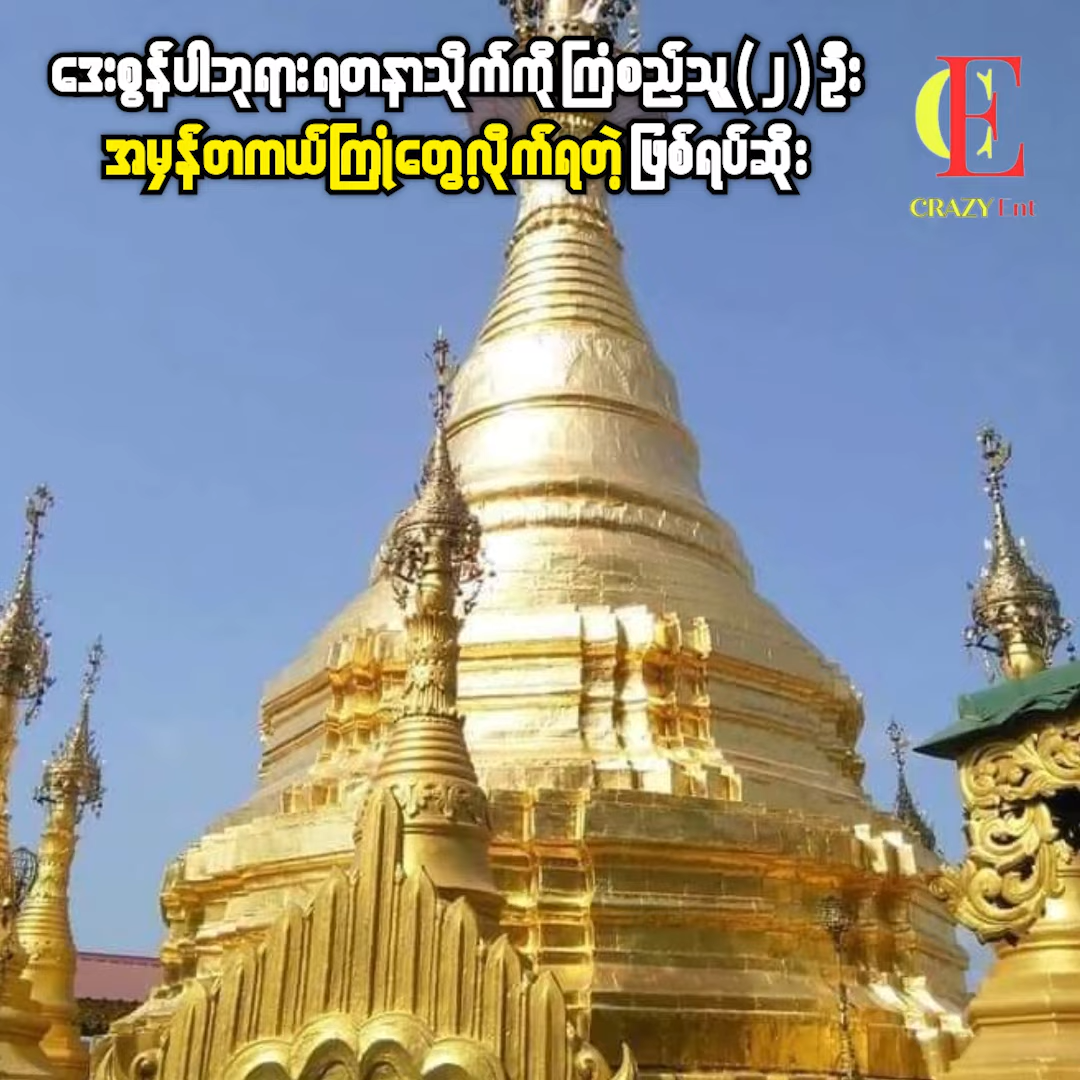 ဒေးစွန်ပါဘုရား ရတနာသိုက်ကို ကြံစည်သူ (၂) ဦး
အမှန်တကယ်ကြုံတွေ့လိုက်ရတဲ့ ဖြစ်ရပ်ဆိုး
CE
CRAZY Ent